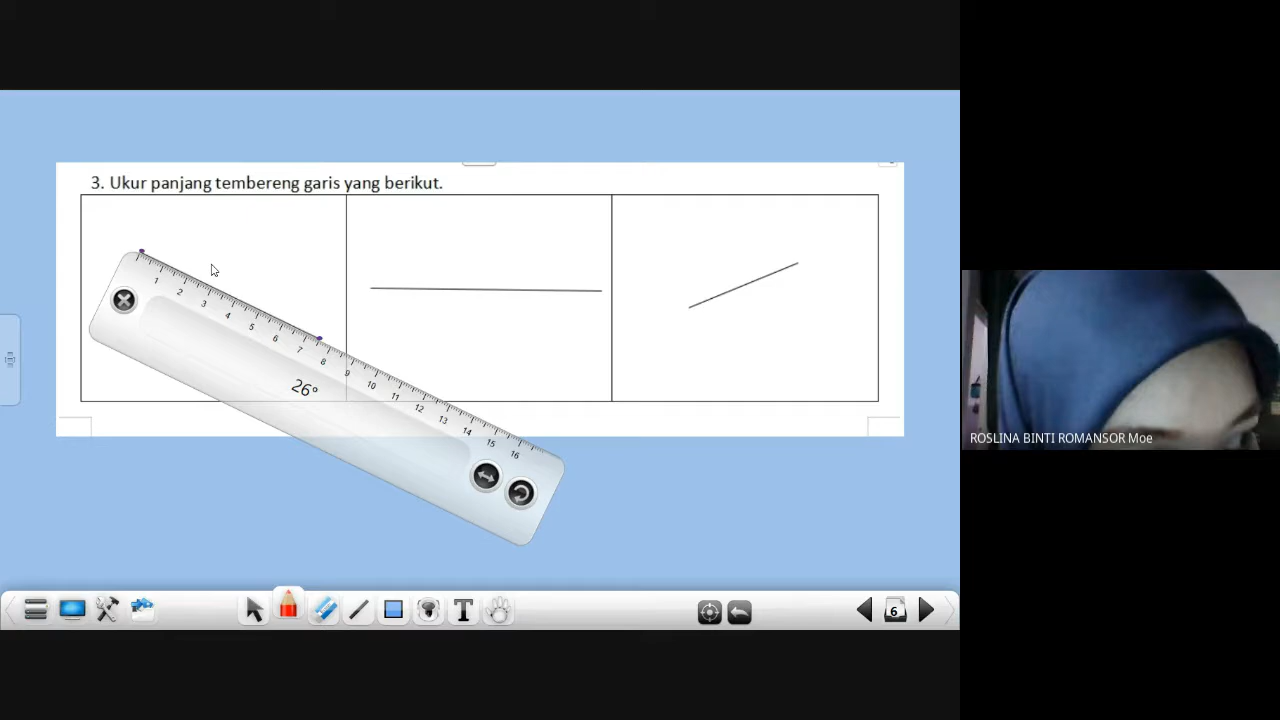 3. Ukur panjang tembereng garis yang berikut.
1 2 3 4 5 6 7 8 9 10 11 12 13 14 15 16
26°
ROSLINA BINTI ROMANSOR Moe
T
6